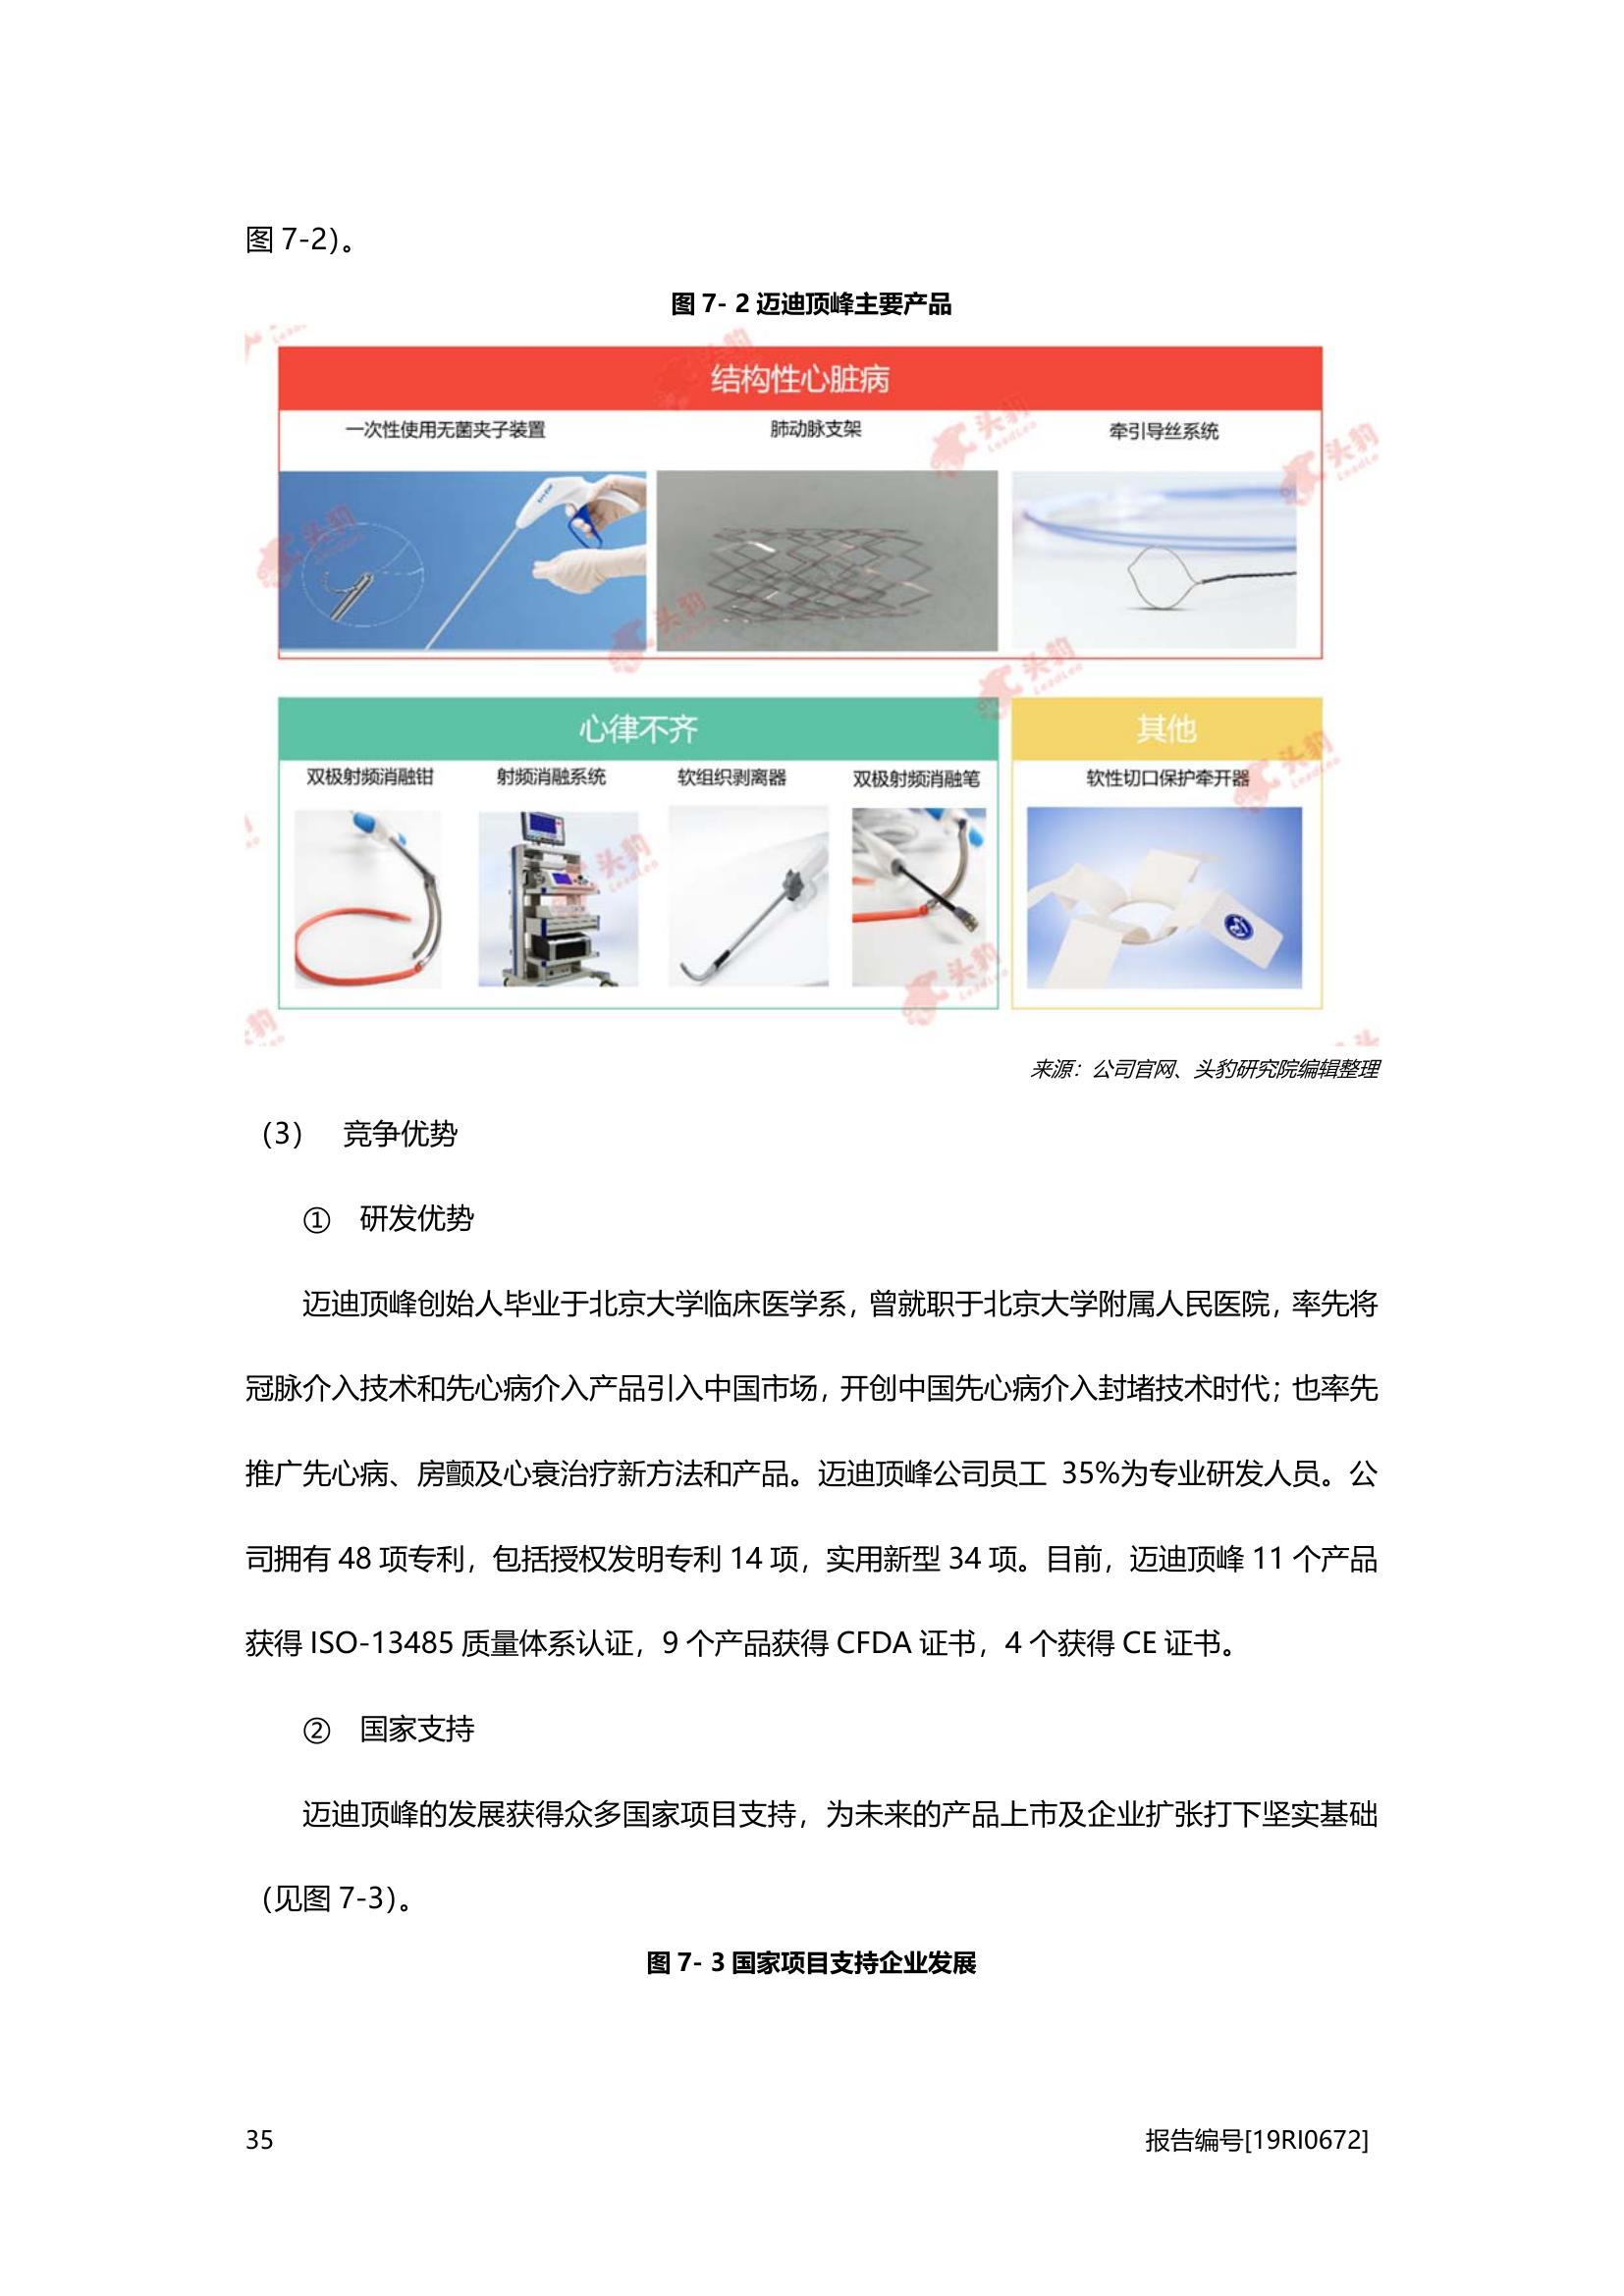 图 7-2）。
图 7- 2 迈迪顶峰主要产品
结构性心脏病
一次性使用无菌夹子装置
肺动脉支架
牵引导丝系统
心律不齐
其他
双极射频消融钳
射频消融系统
软组织剥离器
双极射频消融笔
软性切口保护牵开器
头豹
LeadLeo
来源：公司官网、头豹研究院编辑整理
（3） 竞争优势
① 研发优势
迈迪顶峰创始人毕业于北京大学临床医学系，曾就职于北京大学附属人民医院，率先将
冠脉介入技术和先心病介入产品引入中国市场，开创中国先心病介入封堵技术时代；也率先
推广先心病、房颤及心衰治疗新方法和产品。迈迪顶峰公司员工 35%为专业研发人员。公
司拥有 48 项专利，包括授权发明专利 14 项，实用新型 34 项。目前，迈迪顶峰 11 个产品
获得 ISO-13485 质量体系认证，9 个产品获得 CFDA 证书，4 个获得 CE 证书。
② 国家支持
迈迪顶峰的发展获得众多国家项目支持，为未来的产品上市及企业扩张打下坚实基础
（见图 7-3）。
图 7- 3 国家项目支持企业发展
35
报告编号[19RI0672]